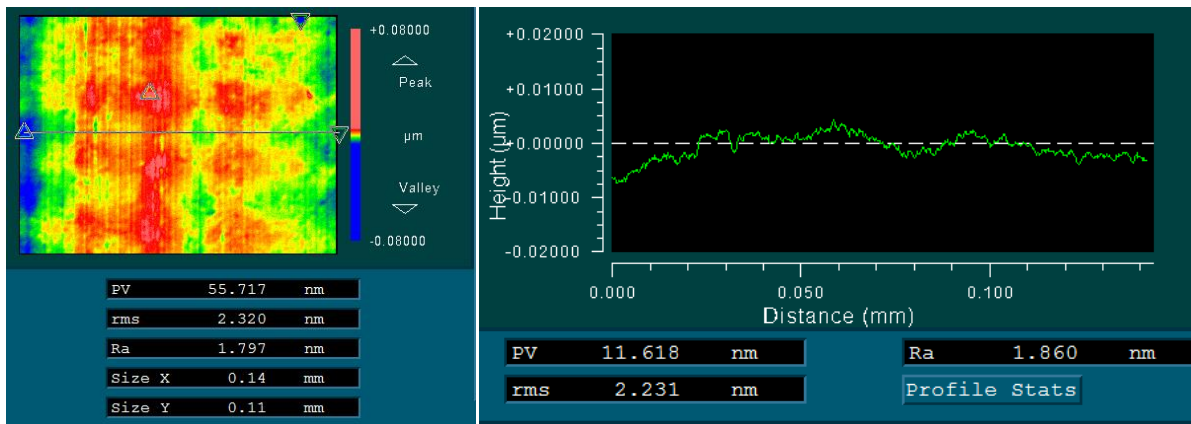 +0.08000
Peak
µm
Valley
-0.08000
PV 55.717 nm
rms 2.320 nm
Ra 1.797 nm
Size X 0.14 mm
Size Y 0.11 mm
+0.02000
+0.01000
+0.00000
-0.01000
-0.02000
Height (µm)
0.000 0.050 0.100
Distance (mm)
PV 11.618 nm Ra 1.860 nm
rms 2.231 nm Profile Stats